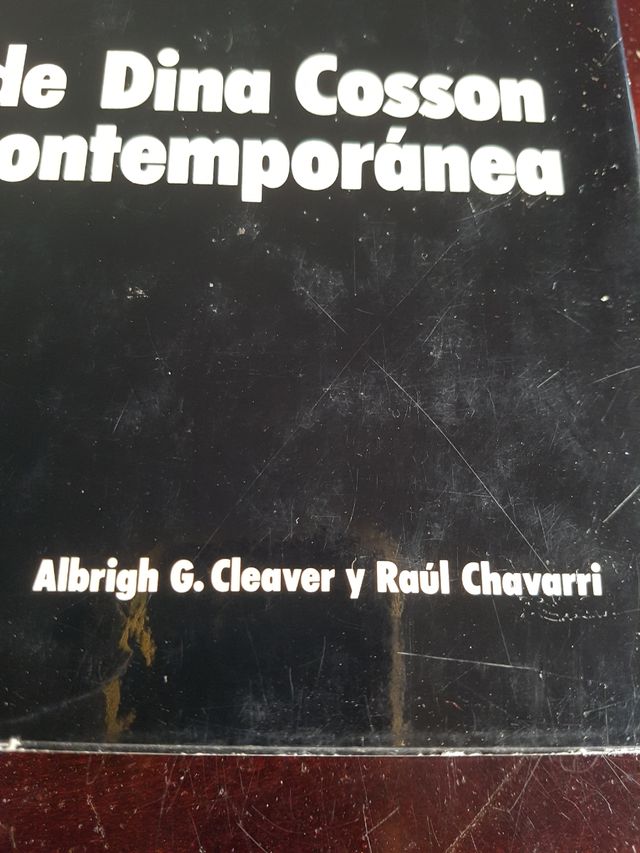 de Dina Cosson
ontemporánea
Albrigh G. Cleaver y Raúl Chavarri